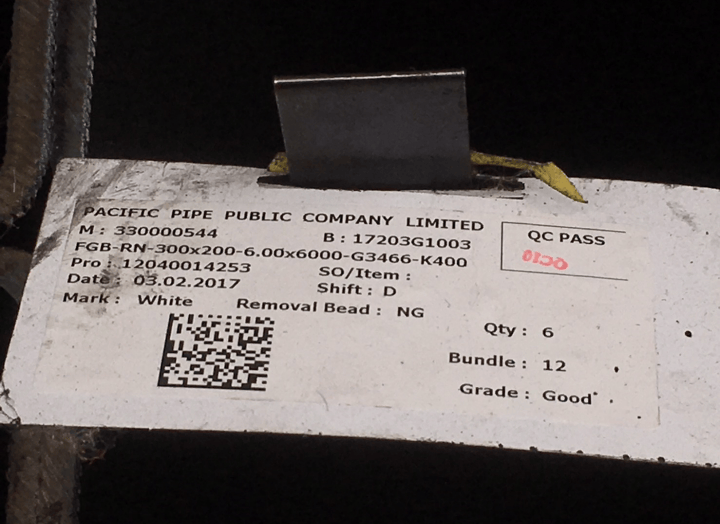 PACIFIC PIPE PUBLIC COMPANY LIMITED
M : 330000544 B : 17203G1003
QC PASS
QC10
FGB-RN-300x200-6.00x6000-G3466-K400
Pro : 12040014253 SO/Item :
Date : 03.02.2017 Shift : D
Mark : White Removal Bead : NG
Qty : 6
Bundle : 12
Grade : Good